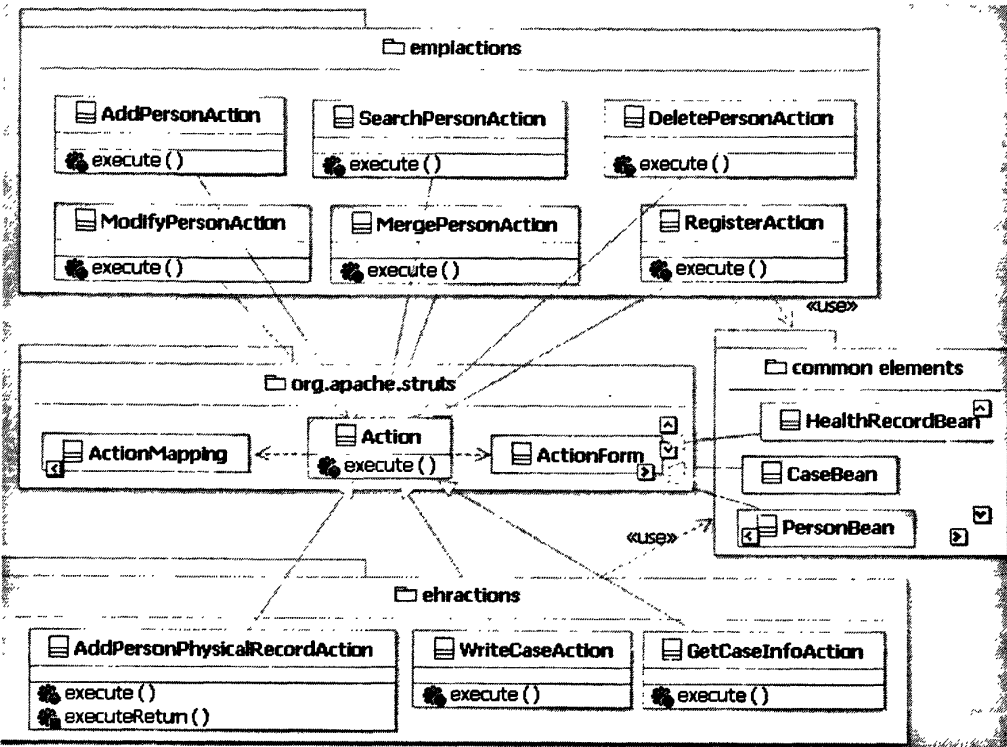 empiactions
AddPersonAction
execute ()
SearchPersonAction
execute ()
DeletePersonAction
execute ()
ModifyPersonAction
execute ()
MergePersonAction
execute ()
RegisterAction
execute ()
«use»
org.apache.struts
ActionMapping
Action
execute ()
ActionForm
common elements
HealthRecordBean
CaseBean
PersonBean
«use»
ehractions
AddPersonPhysicalRecordAction
execute ()
executeReturn ()
WriteCaseAction
execute ()
GetCaseInfoAction
execute ()